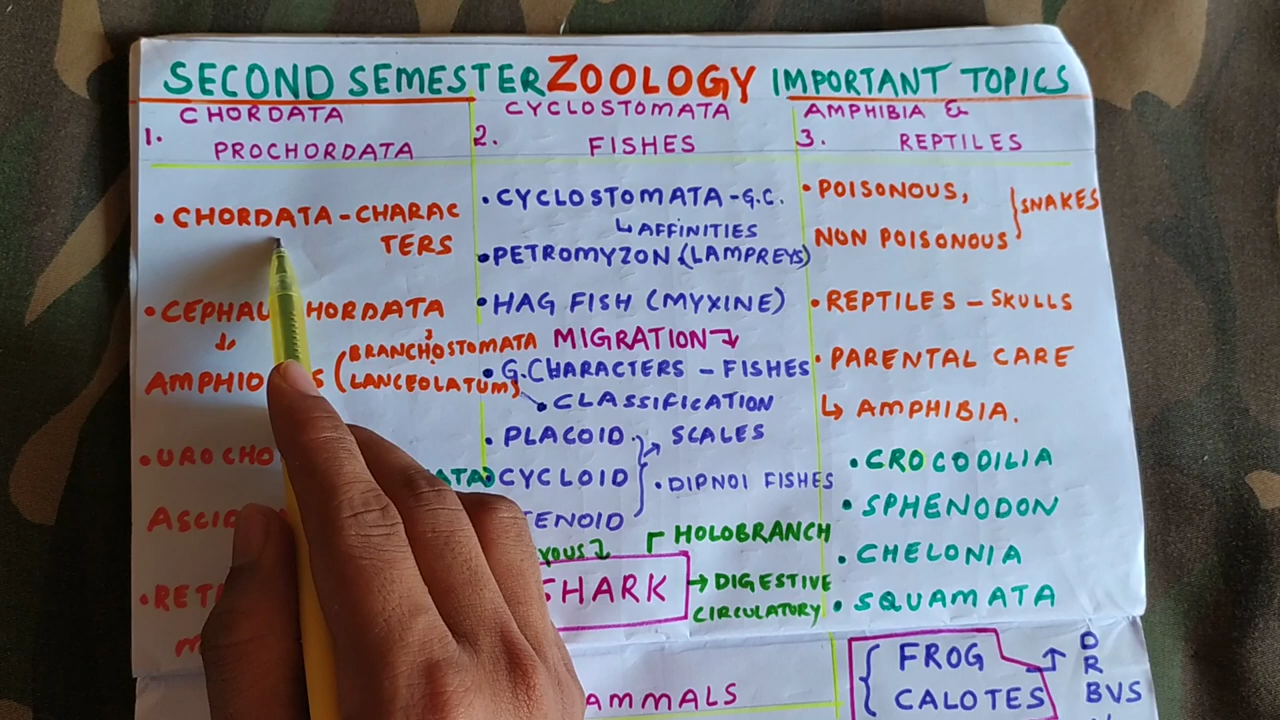 SECOND SEMESTER ZOOLOGY IMPORTANT TOPICS
1. CHORDATA
PROCHORDATA
• CHORDATA - CHARAC
TERS
CHORDATA
(BRANCHOSTOMATA
LANCEOLATUM)
2. CYCLOSTOMATA
FISHES
• CYCLOSTOMATA - G.C.
↳ AFFINITIES
• PETROMYZON (LAMPREYS)
• HAG FISH (MYXINE)
MIGRATION
• G.CHARACTERS - FISHES
• CLASSIFICATION
• PLACOID SCALES
CYCLOID • DIPNOI FISHES
HOLOBRANCH
SHARK → DIGESTIVE
CIRCULATORY
3. AMPHIBIA &
REPTILES
• POISONOUS,
NON POISONOUS SNAKES
• REPTILES - SKULLS
• PARENTAL CARE
↳ AMPHIBIA.
• CROCODILIA
• SPHENODON
• CHELONIA
• SQUAMATA
FROG
CALOTES
D
R
BVS